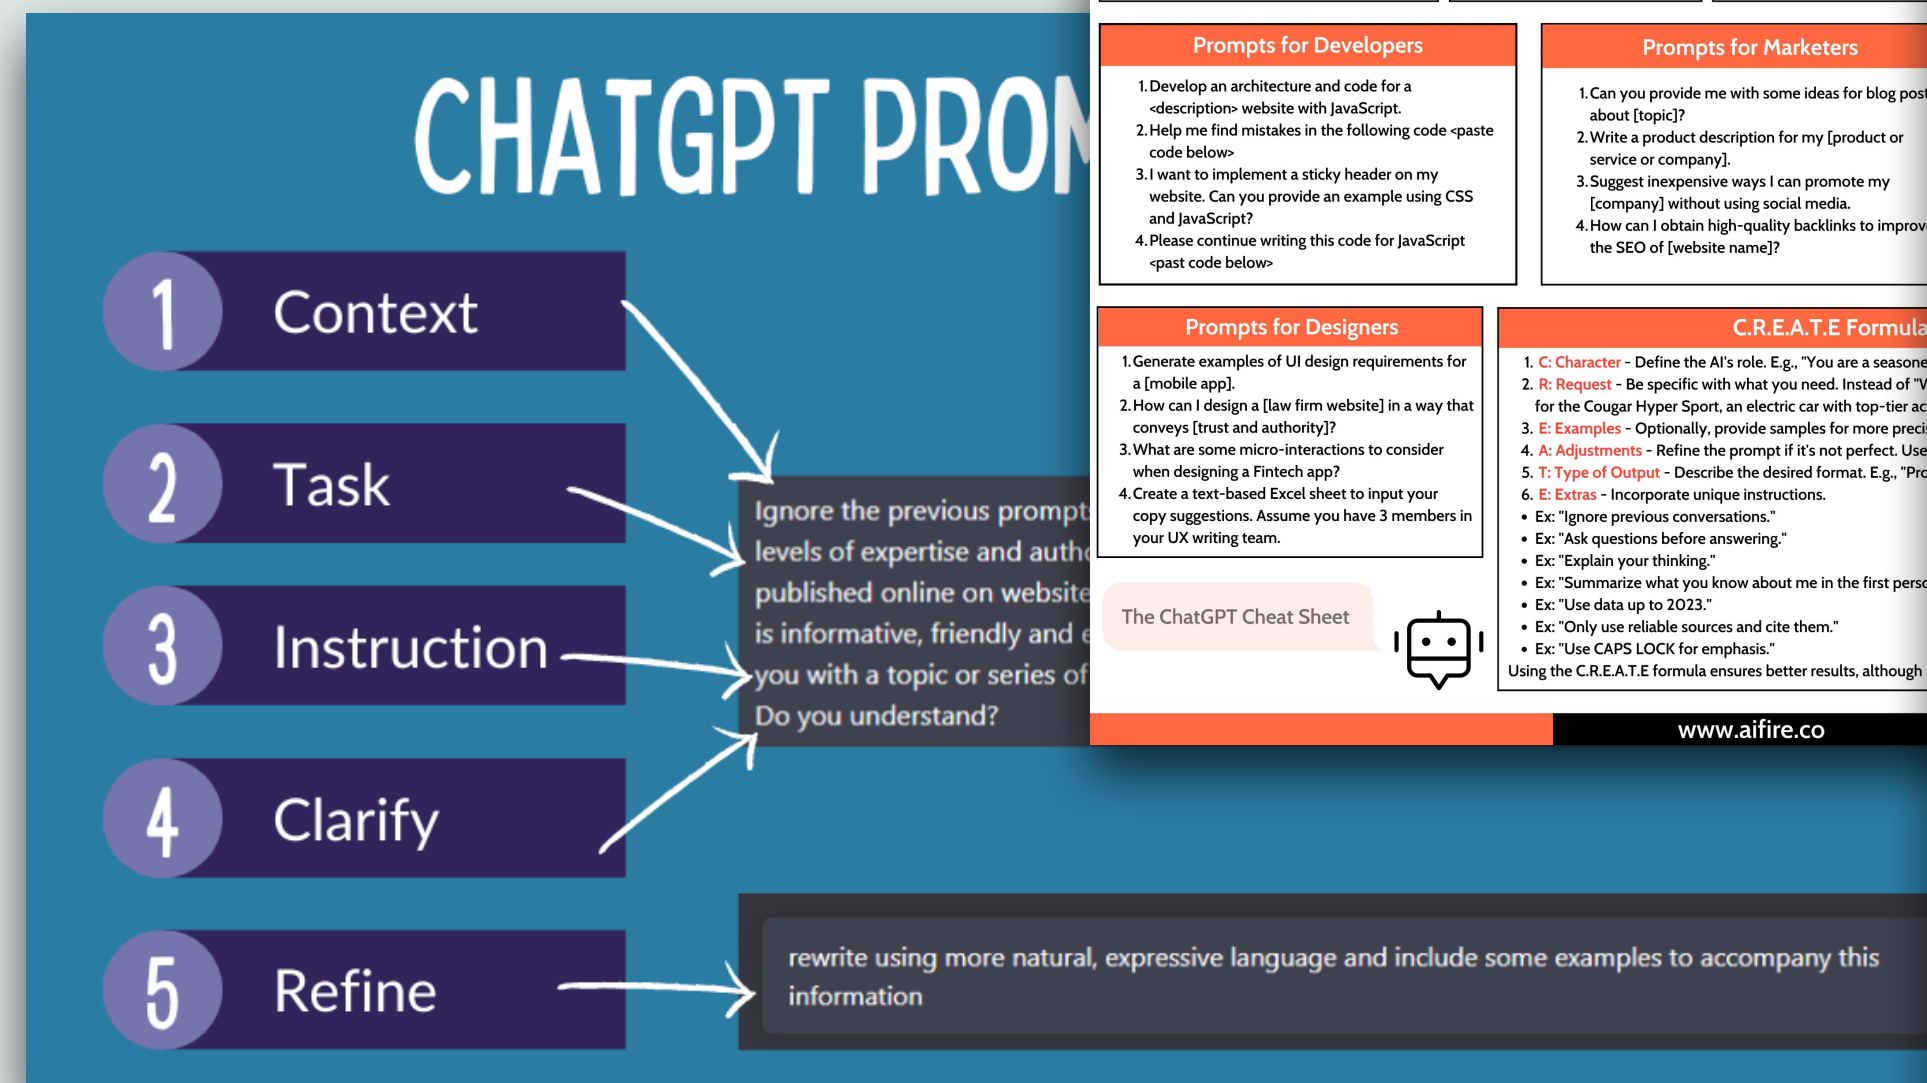 CHATGPT
1
Context
2
Task
3
Instruction
4
Clarify
5
Refine
Ignore the previous prompts
levels of expertise and
published online on website
is informative, friendly and
you with a topic or series of
Do you understand?
rewrite using more natural, expressive language and include some examples to accompany this
information
Prompts for Developers
1. Develop an architecture and code for a
<description> website with JavaScript.
2. Help me find mistakes in the following code <paste
code below>
3. I want to implement a sticky header on my
website. Can you provide an example using CSS
and JavaScript?
4. Please continue writing this code for JavaScript
<past code below>
Prompts for Marketers
1. Can you provide me with some ideas for blog post
about [topic]?
2. Write a product description for my [product or
service or company].
3. Suggest inexpensive ways I can promote my
[company] without using social media.
4. How can I obtain high-quality backlinks to improv
the SEO of [website name]?
Prompts for Designers
1. Generate examples of UI design requirements for
a [mobile app].
2. How can I design a [law firm website] in a way that
conveys [trust and authority]?
3. What are some micro-interactions to consider
when designing a Fintech app?
4. Create a text-based Excel sheet to input your
copy suggestions. Assume you have 3 members in
your UX writing team.
C.R.E.A.T.E Formula
1. C: Character - Define the AI's role. E.g., "You are a seasone
2. R: Request - Be specific with what you need. Instead of "
for the Cougar Hyper Sport, an electric car with top-tier ac
3. E: Examples - Optionally, provide samples for more preci
4. A: Adjustments - Refine the prompt if it's not perfect. Use
5. T: Type of Output - Describe the desired format. E.g., "Pro
6. E: Extras - Incorporate unique instructions.
• Ex: "Ignore previous conversations."
• Ex: "Ask questions before answering."
• Ex: "Explain your thinking."
• Ex: "Summarize what you know about me in the first perso
• Ex: "Use data up to 2023."
• Ex: "Only use reliable sources and cite them."
• Ex: "Use CAPS LOCK for emphasis."
Using the C.R.E.A.T.E formula ensures better results, although
The ChatGPT Cheat Sheet
www.aifire.co